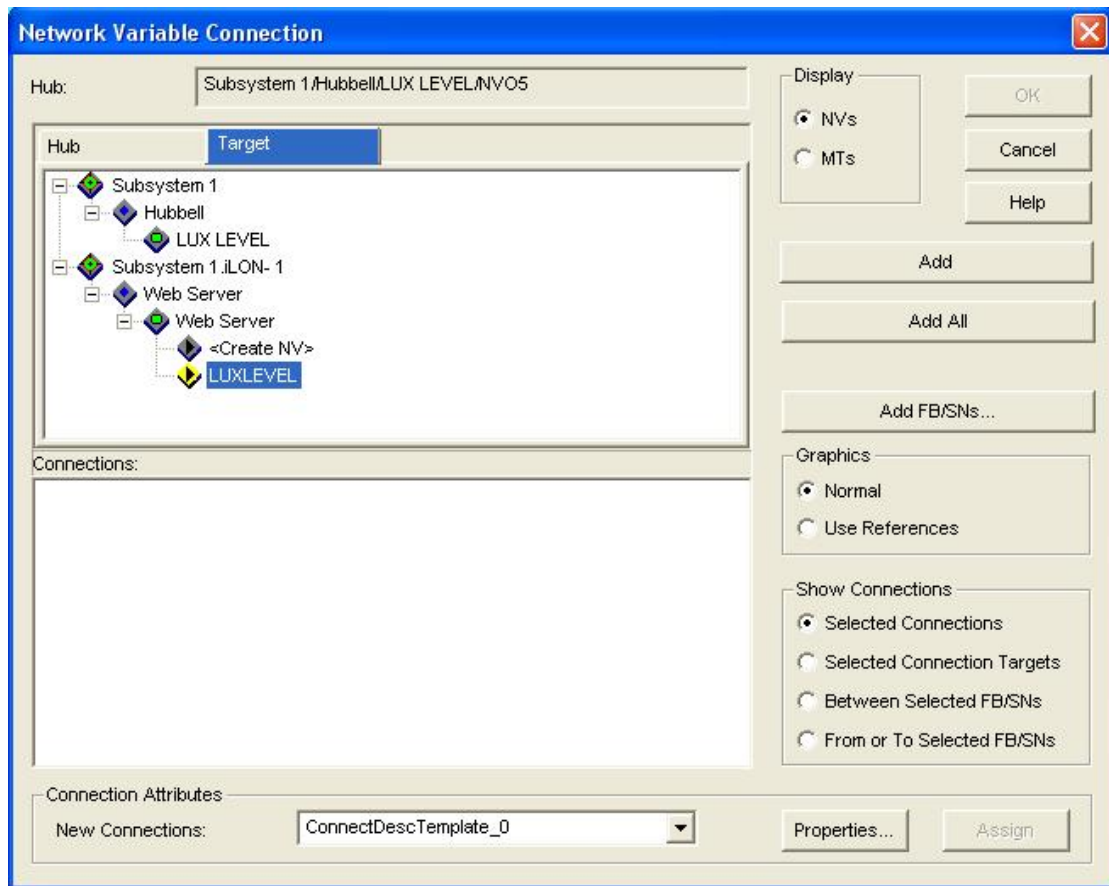 Network Variable Connection
Hub:
Subsystem 1/Hubbell/LUX LEVEL/NVO5
Hub
Target
Subsystem 1
Hubbell
LUX LEVEL
Subsystem 1.iLON- 1
Web Server
Web Server
<Create NV>
LUXLEVEL
Connections:
Display
NVs
MTs
OK
Cancel
Help
Add
Add All
Add FB/SNs...
Graphics
Normal
Use References
Show Connections
Selected Connections
Selected Connection Targets
Between Selected FB/SNs
From or To Selected FB/SNs
Connection Attributes
New Connections:
ConnectDescTemplate_0
Properties...
Assign